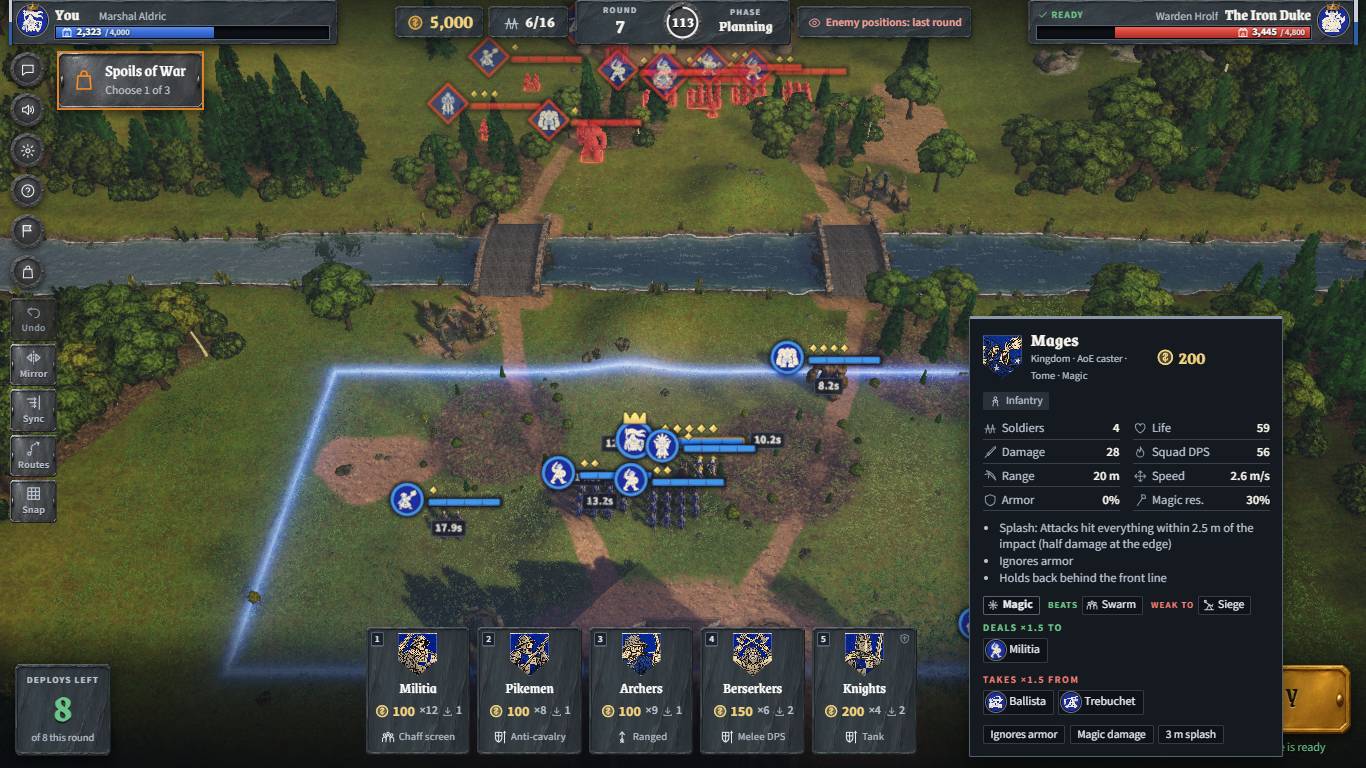 You Marshal Aldric
2,323 / 4,000
5,000
6/16
ROUND
7
113
PHASE
Planning
Enemy positions: last round
READY
Warden Hrolf The Iron Duke
3,445 / 4,800
Spoils of War
Choose 1 of 3
Undo
Mirror
Sync
Routes
Snap
8.2s
10.2s
13.2s
17.9s
Mages
200
Kingdom · AoE caster ·
Tome · Magic
Infantry
Soldiers 4 Life 59
Damage 28 Squad DPS 56
Range 20 m Speed 2.6 m/s
Armor 0% Magic res. 30%
• Splash: Attacks hit everything within 2.5 m of the
impact (half damage at the edge)
• Ignores armor
• Holds back behind the front line
Magic BEATS Swarm WEAK TO Siege
DEALS ×1.5 TO
Militia
TAKES ×1.5 FROM
Ballista Trebuchet
Ignores armor Magic damage 3 m splash
DEPLOYS LEFT
8
of 8 this round
1
Militia
100 ×12 1
Chaff screen
2
Pikemen
100 ×8 1
Anti-cavalry
3
Archers
100 ×9 1
Ranged
4
Berserkers
150 ×6 2
Melee DPS
5
Knights
200 ×4 2
Tank
Y
is ready